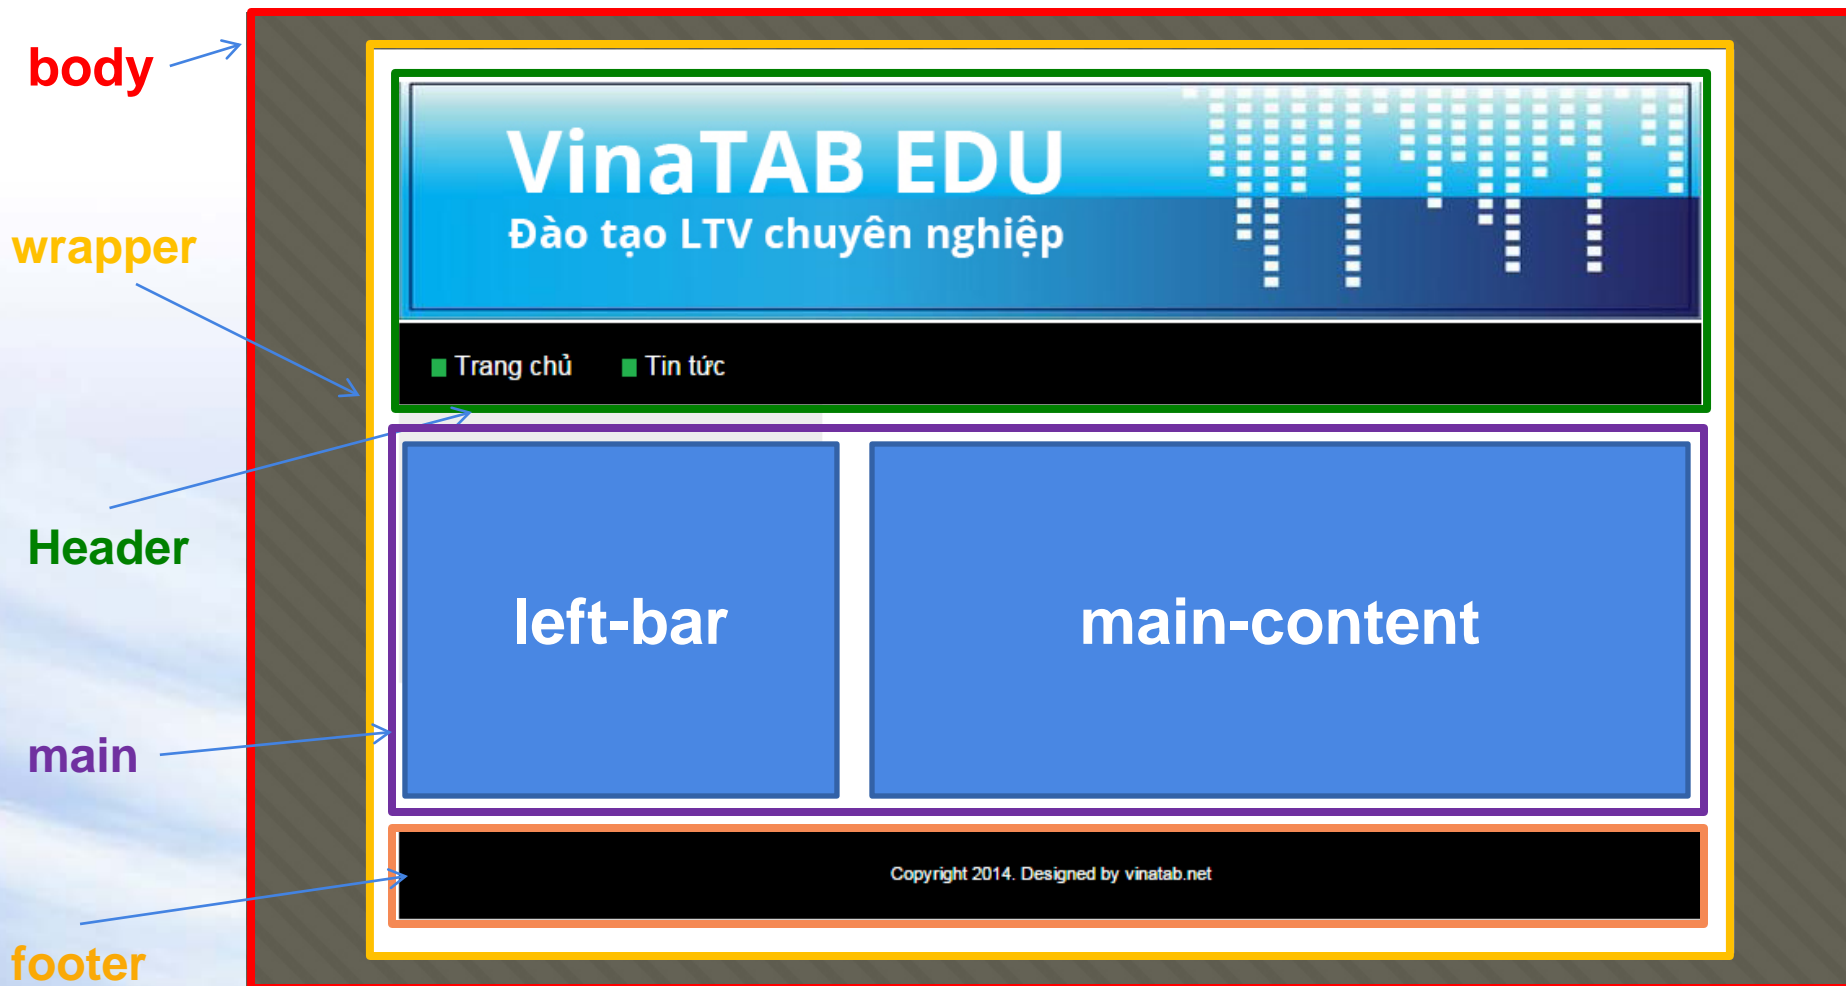 body
VinaTAB EDU
Đào tạo LTV chuyên nghiệp
wrapper
Trang chủ
Tin tức
Header
left-bar
main-content
main
Copyright 2014. Designed by vinatab.net
footer